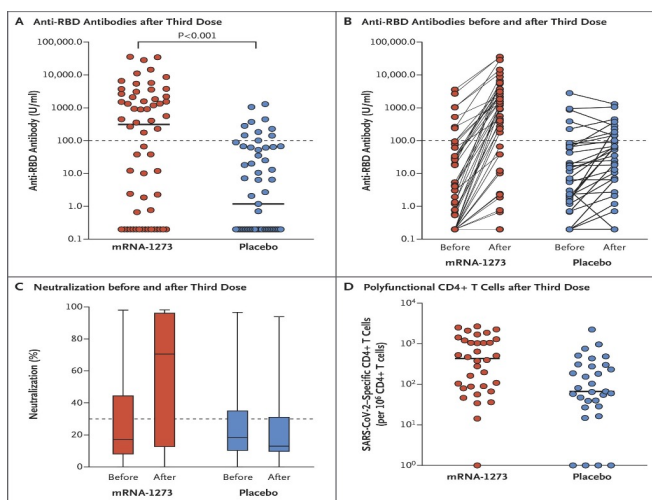 A Anti-RBD Antibodies after Third Dose
P<0.001
Anti-RBD Antibody (U/ml)
100,000.0
10,000.0
1000.0
100.0
10.0
1.0
0.1
mRNA-1273
Placebo
B Anti-RBD Antibodies before and after Third Dose
Anti-RBD Antibody (U/ml)
100,000.0
10,000.0
1000.0
100.0
10.0
1.0
0.1
Before After Before After
mRNA-1273 Placebo
C Neutralization before and after Third Dose
Neutralization (%)
100
80
60
40
20
0
Before After Before After
mRNA-1273 Placebo
D Polyfunctional CD4+ T Cells after Third Dose
SARS-CoV-2–Specific CD4+ T Cells
(per 10⁶ CD4+ T cells)
10⁴
10³
10²
10¹
10⁰
mRNA-1273 Placebo